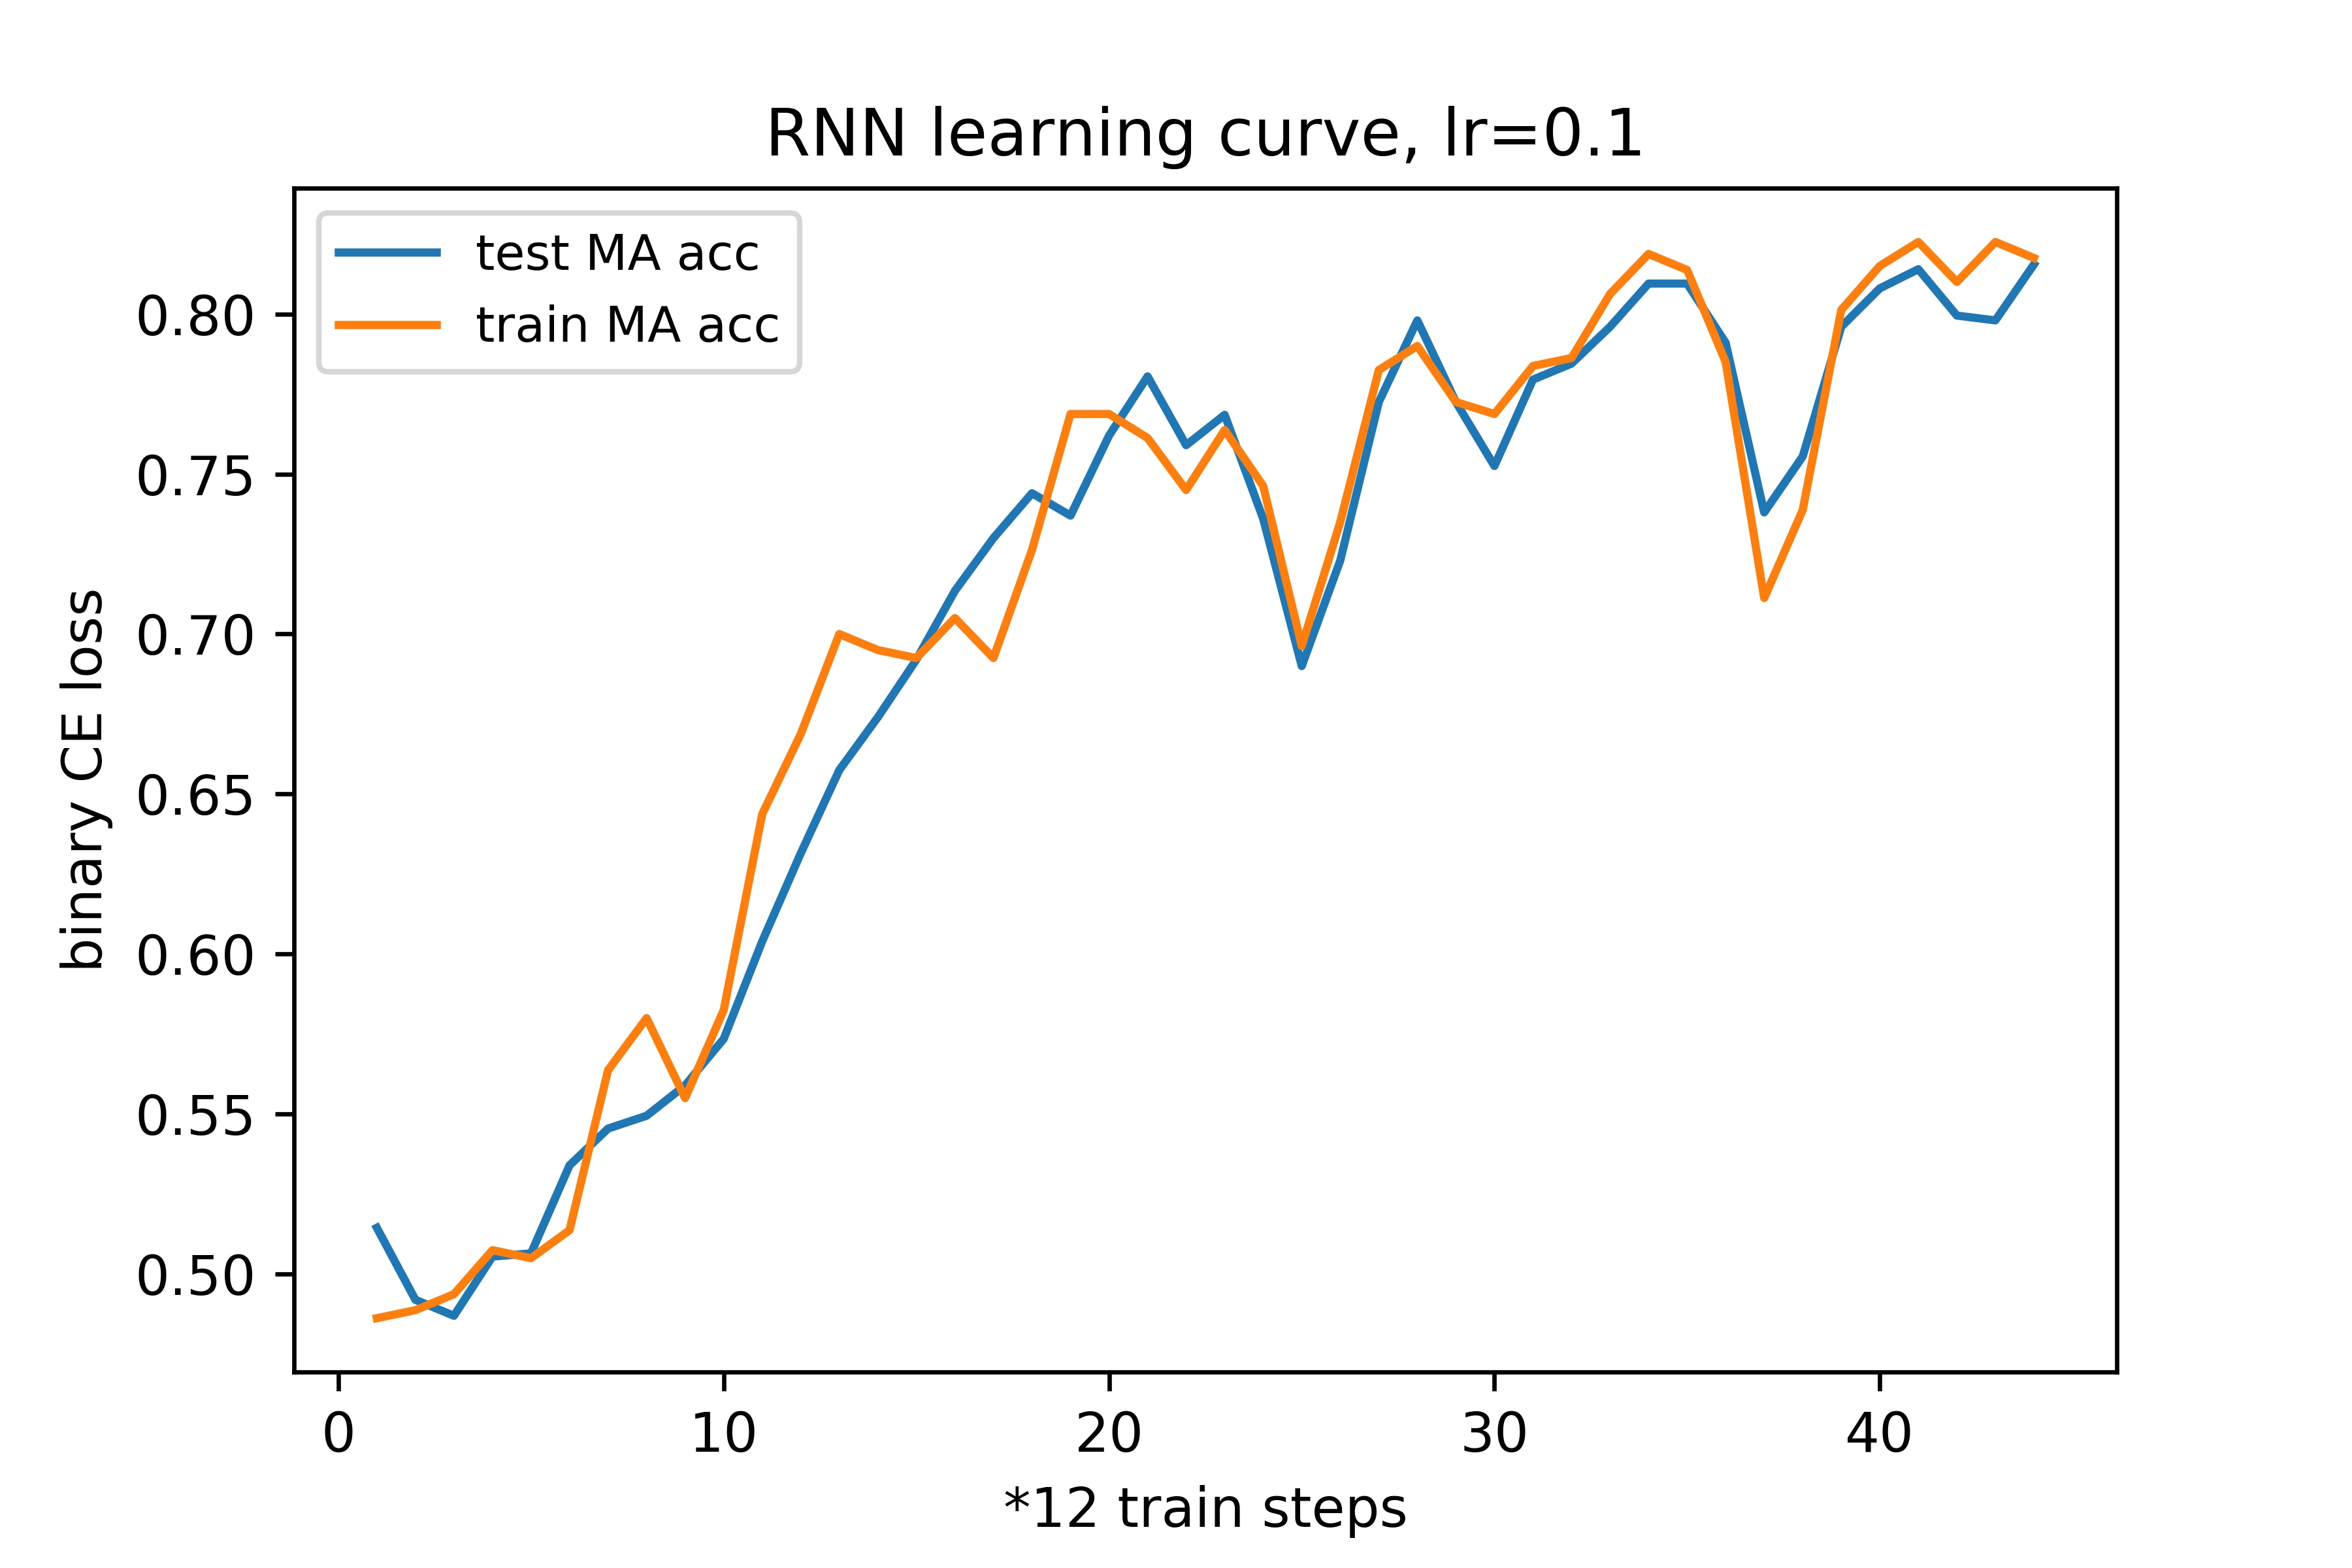 RNN learning curve, lr=0.1
test MA acc
train MA acc
binary CE loss
0.80
0.75
0.70
0.65
0.60
0.55
0.50
0 10 20 30 40
*12 train steps